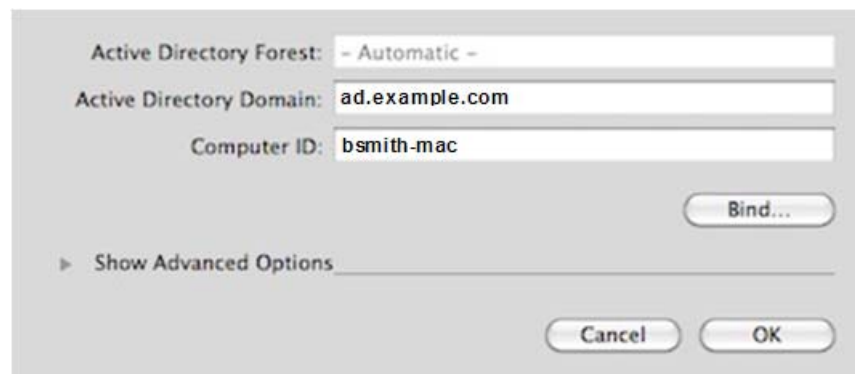 Active Directory Forest: - Automatic -
Active Directory Domain: ad.example.com
Computer ID: bsmith-mac
Bind...
Show Advanced Options
Cancel OK